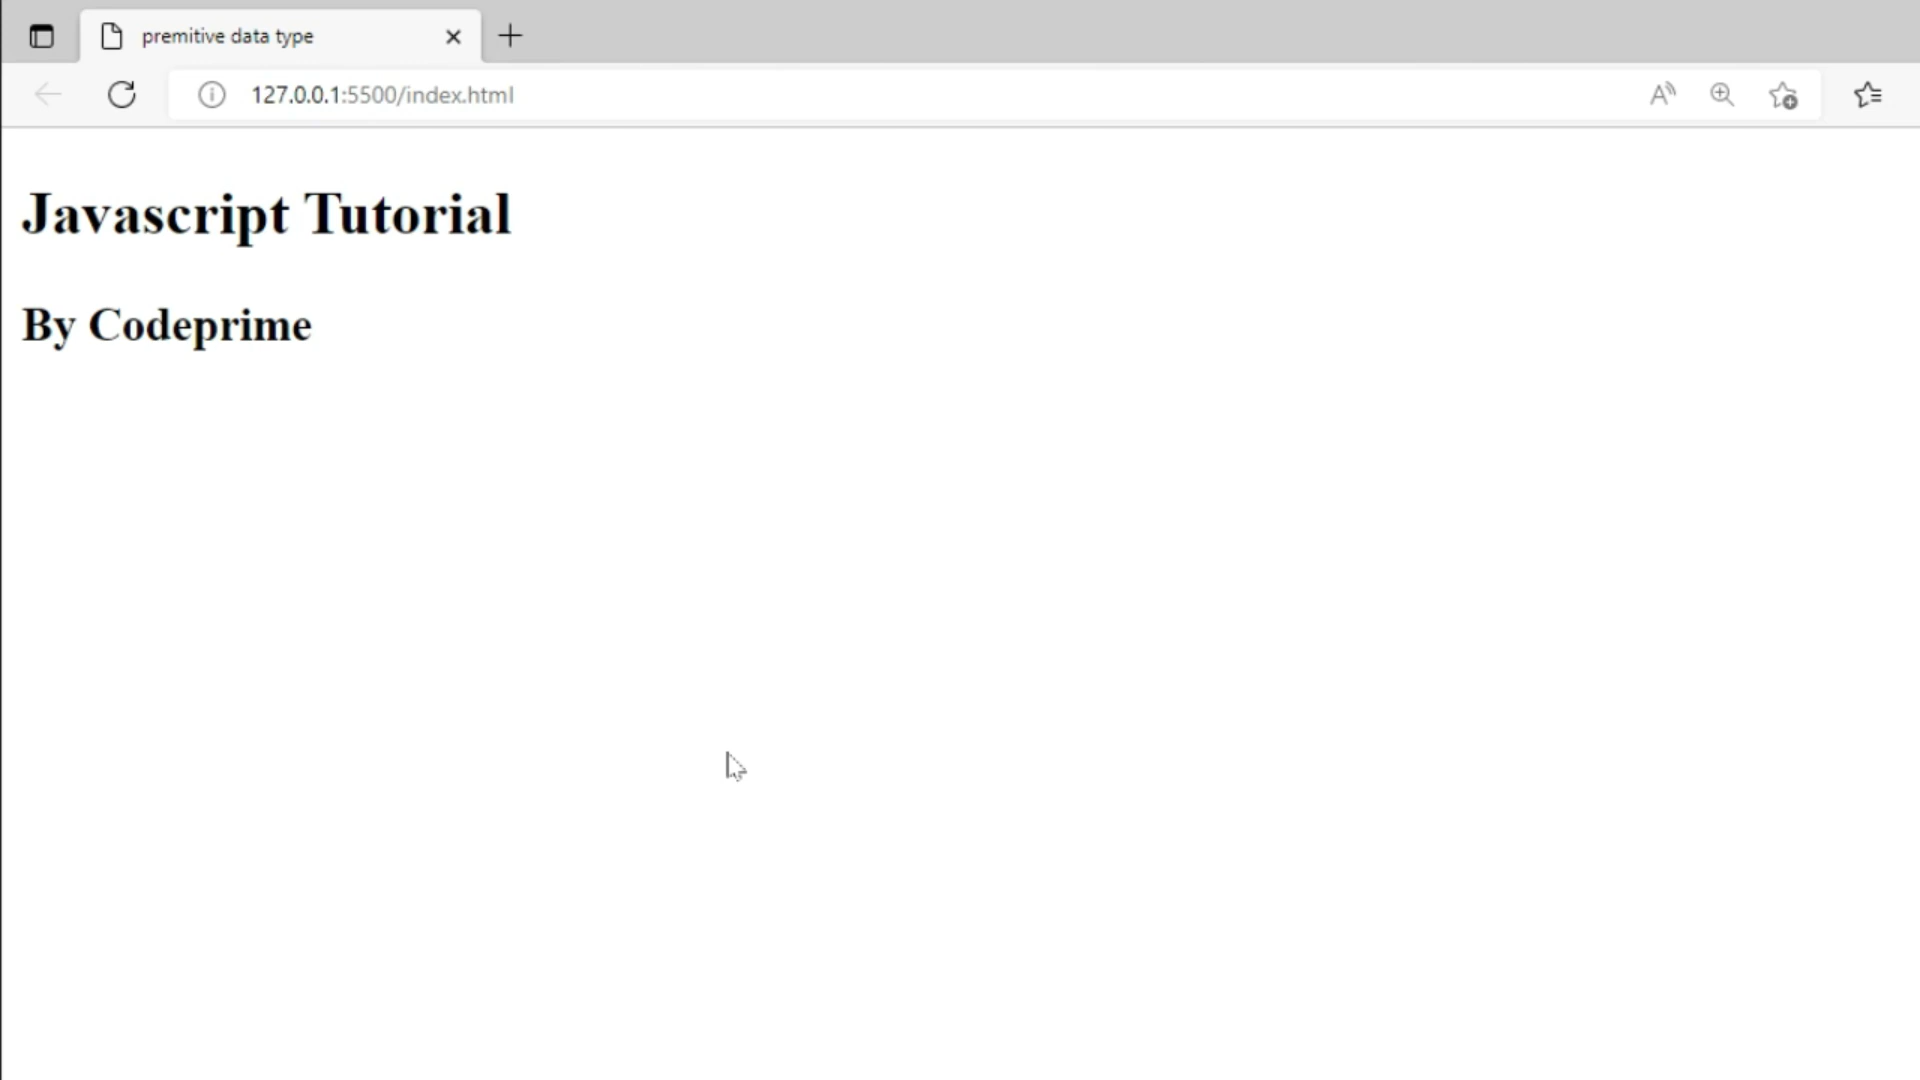 premitive data type
127.0.0.1:5500/index.html
Javascript Tutorial
By Codeprime